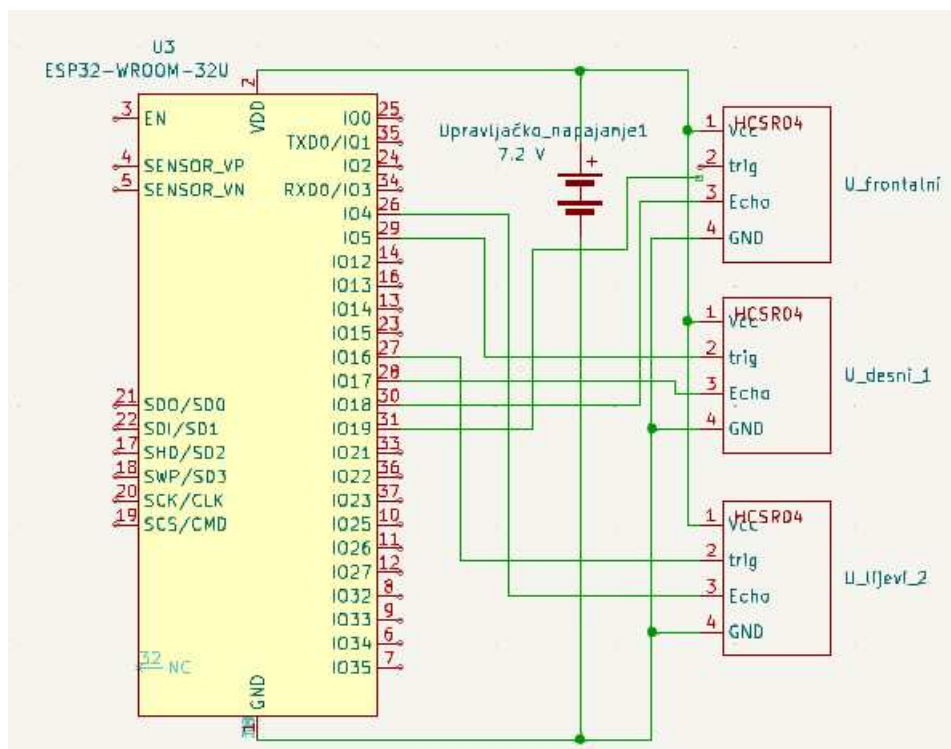 U3
ESP32-WROOM-32U
2
VDD
3 EN
4 SENSOR_VP
5 SENSOR_VN
21 SDO/SD0
22 SDI/SD1
17 SHD/SD2
18 SWP/SD3
20 SCK/CLK
19 SCS/CMD
32 NC
GND
1
IO0 25
TXD0/IO1 35
IO2 24
RXD0/IO3 34
IO4 26
IO5 29
IO12 14
IO13 16
IO14 13
IO15 23
IO16 27
IO17 28
IO18 30
IO19 31
IO21 33
IO22 36
IO23 37
IO25 10
IO26 11
IO27 12
IO32 8
IO33 9
IO34 6
IO35 7
Upravljačko_napajanje1
7.2 V
+
HCSR04
1 Vcc
2 trig
3 Echo
4 GND
U_frontalni
HCSR04
1 Vcc
2 trig
3 Echo
4 GND
U_desni_1
HCSR04
1 Vcc
2 trig
3 Echo
4 GND
U_lijevi_2